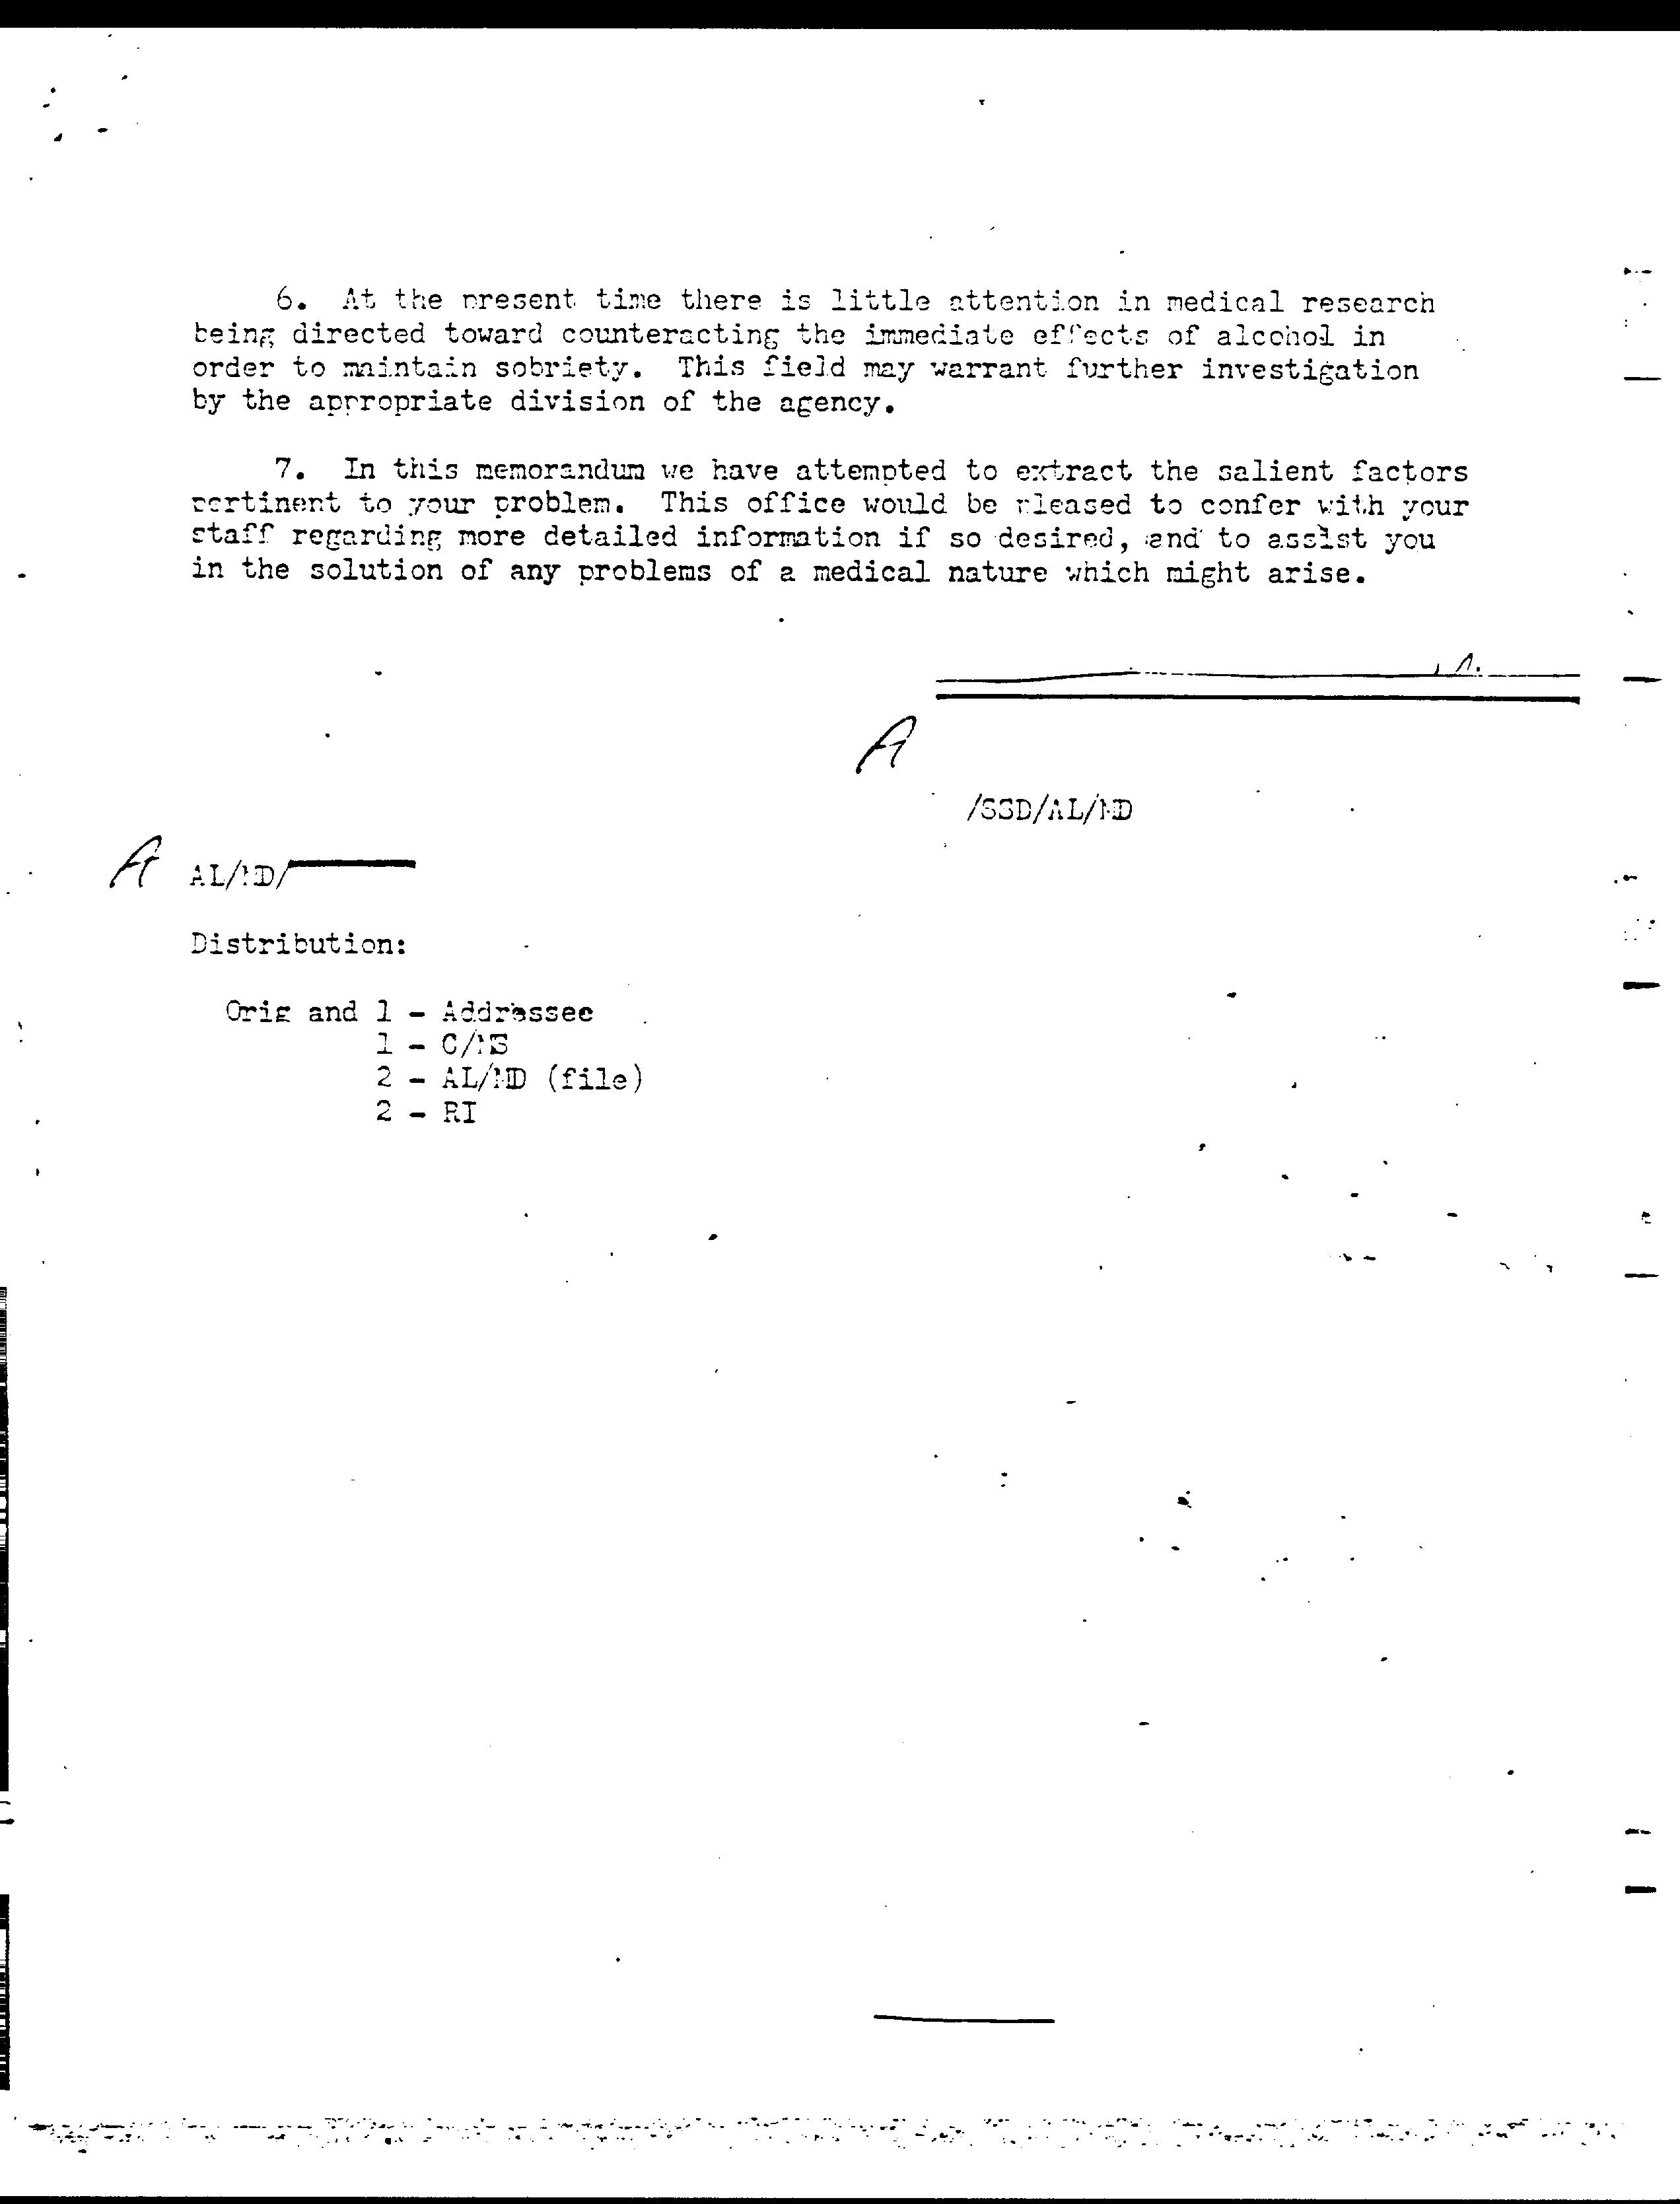 6. At the present time there is little attention in medical research
being directed toward counteracting the immediate effects of alcohol in
order to maintain sobriety. This field may warrant further investigation
by the appropriate division of the agency.
7. In this memorandum we have attempted to extract the salient factors
pertinent to your problem. This office would be pleased to confer with your
staff regarding more detailed information if so desired, and to assist you
in the solution of any problems of a medical nature which might arise.
A
/SSD/AL/MD
A AL/MD/
Distribution:
Orig and 1 - Addressee
1 - C/MS
2 - AL/MD (file)
2 - RI